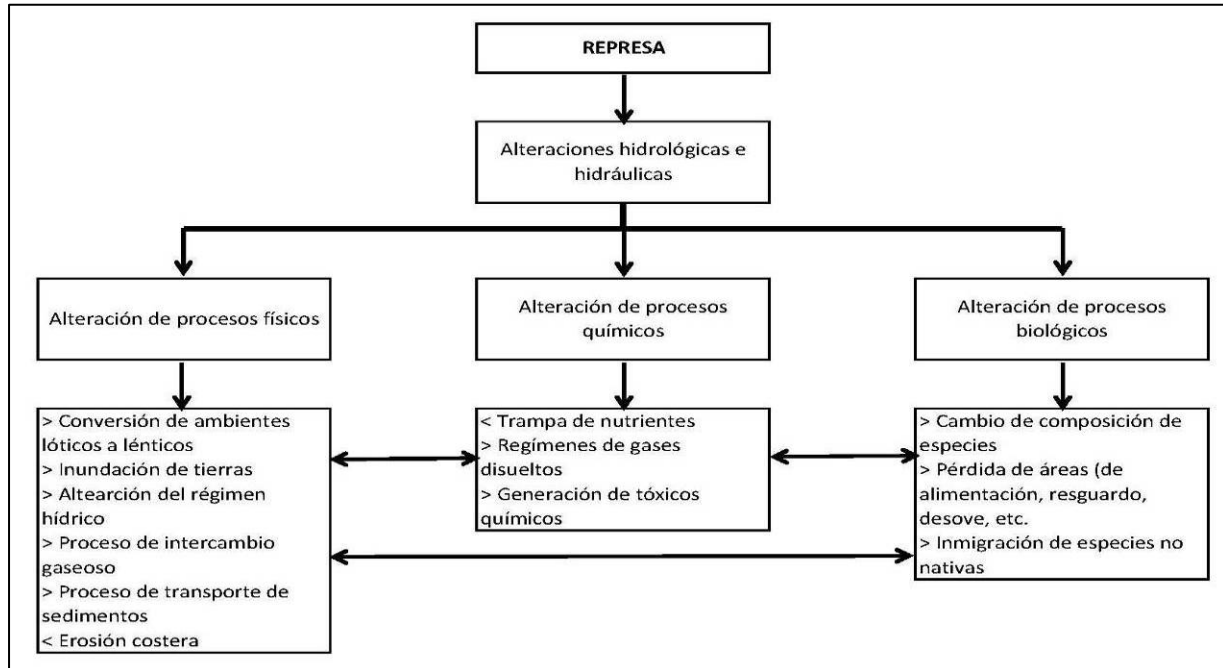 REPRESA
Alteraciones hidrológicas e
hidráulicas
Alteración de procesos físicos
Alteración de procesos
químicos
Alteración de procesos
biológicos
> Conversión de ambientes
lóticos a lénticos
> Inundación de tierras
> Altearción del régimen
hídrico
> Proceso de intercambio
gaseoso
> Proceso de transporte de
sedimentos
< Erosión costera
< Trampa de nutrientes
> Regímenes de gases
disueltos
> Generación de tóxicos
químicos
> Cambio de composición de
especies
> Pérdida de áreas (de
alimentación, resguardo,
desove, etc.
> Inmigración de especies no
nativas